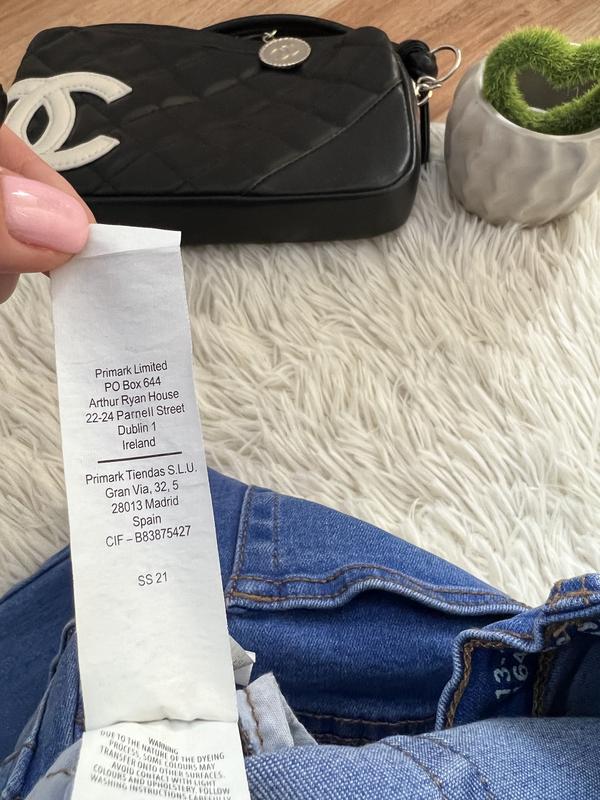 Primark Limited
PO Box 644
Arthur Ryan House
22-24 Parnell Street
Dublin 1
Ireland
Primark Tiendas S.L.U.
Gran Via, 32, 5
28013 Madrid
Spain
CIF – B83875427
SS 21
WARNING
DUE TO THE NATURE OF THE DYEING
PROCESS. SOME COLOURS MAY
TRANSFER ONTO OTHER SURFACES.
AVOID CONTACT WITH LIGHT
COLOURS AND UPHOLSTERY. FOLLOW
WASHING INSTRUCTIONS CAREFULLY
13-
164